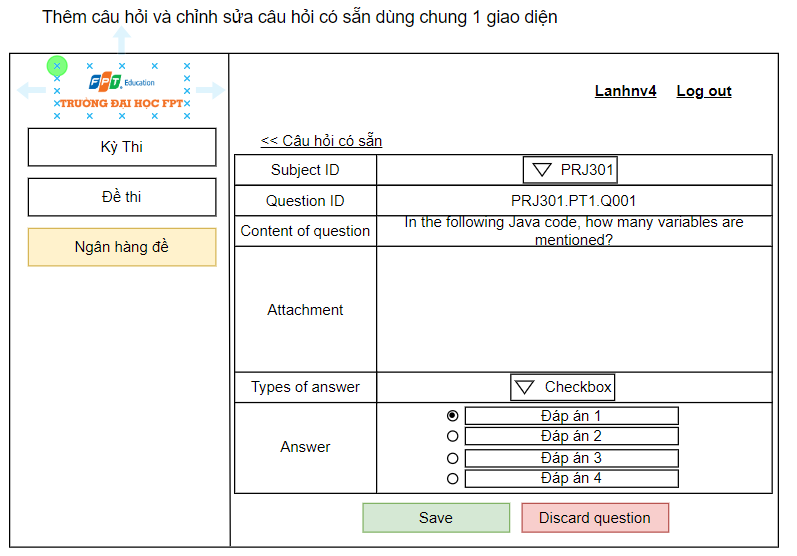 Thêm câu hỏi và chỉnh sửa câu hỏi có sẵn dùng chung 1 giao diện
FPT Education
TRƯỜNG ĐẠI HỌC FPT
Lanhnv4 Log out
Kỳ Thi
Đề thi
Ngân hàng đề
<< Câu hỏi có sẵn
Subject ID PRJ301
Question ID PRJ301.PT1.Q001
Content of question In the following Java code, how many variables are
mentioned?
Attachment
Types of answer Checkbox
Answer
Đáp án 1
Đáp án 2
Đáp án 3
Đáp án 4
Save Discard question